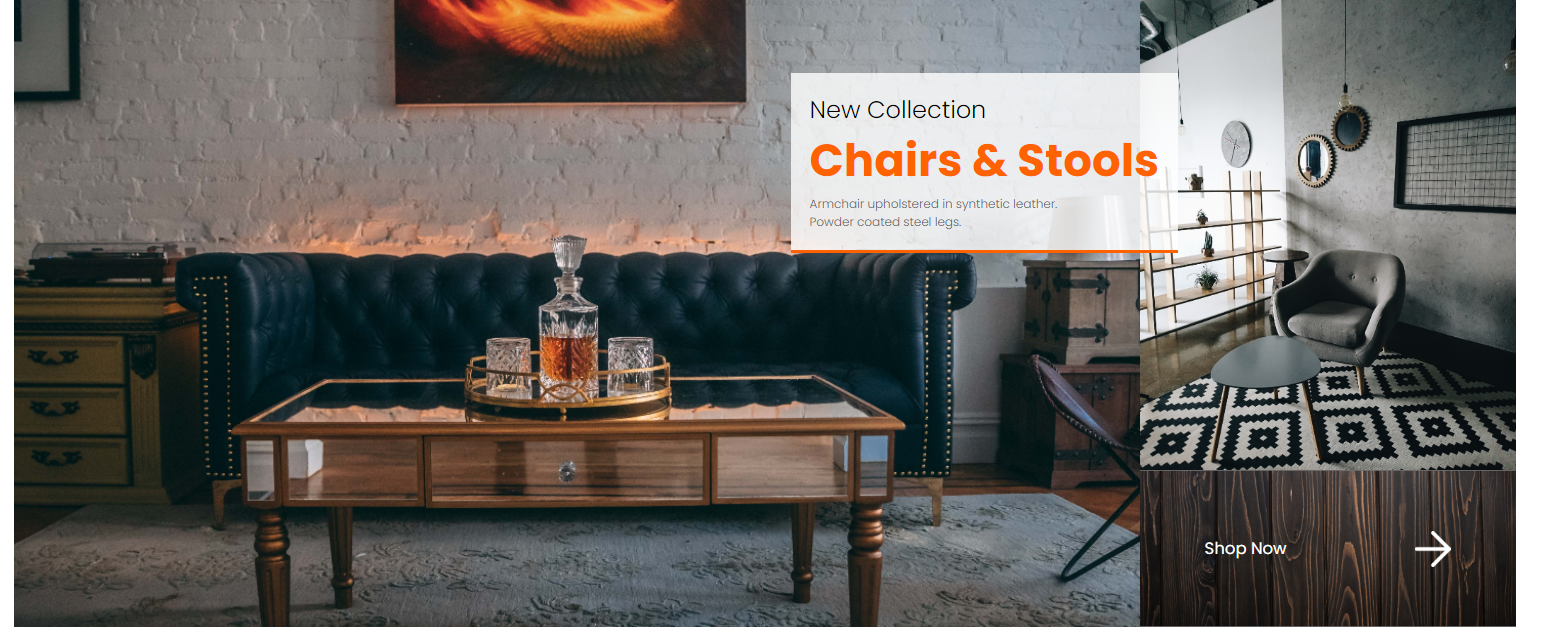 New Collection
Chairs & Stools
Armchair upholstered in synthetic leather.
Powder coated steel legs.
Shop Now